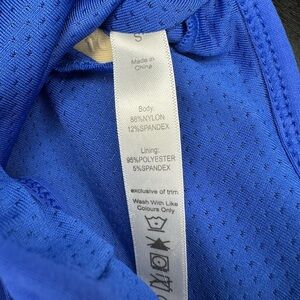 S
Made in
China
Body:
88%NYLON
12%SPANDEX
Lining:
95%POLYESTER
5%SPANDEX
exclusive of trim
Wash With Like
Colours Only